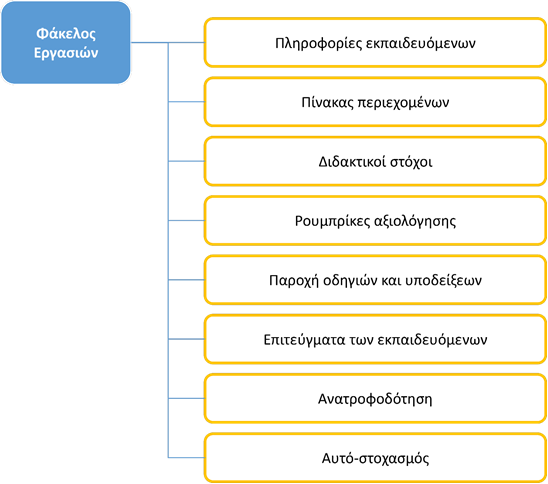 Φάκελος
Εργασιών
Πληροφορίες εκπαιδευόμενων
Πίνακας περιεχομένων
Διδακτικοί στόχοι
Ρουμπρίκες αξιολόγησης
Παροχή οδηγιών και υποδείξεων
Επιτεύγματα των εκπαιδευόμενων
Ανατροφοδότηση
Αυτό-στοχασμός